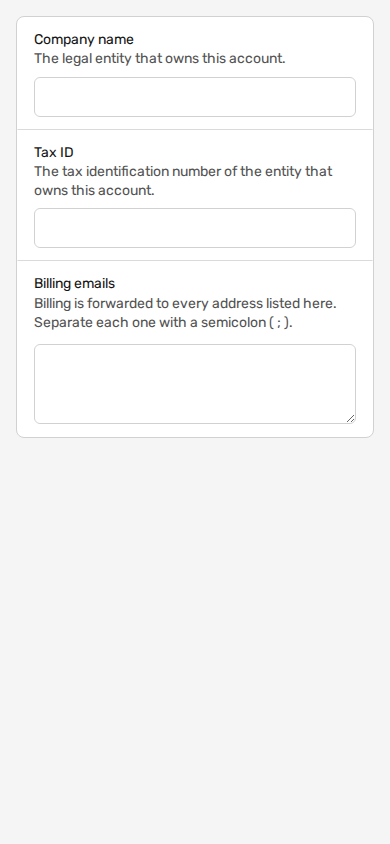 Company name
The legal entity that owns this account.
Tax ID
The tax identification number of the entity that
owns this account.
Billing emails
Billing is forwarded to every address listed here.
Separate each one with a semicolon ( ; ).